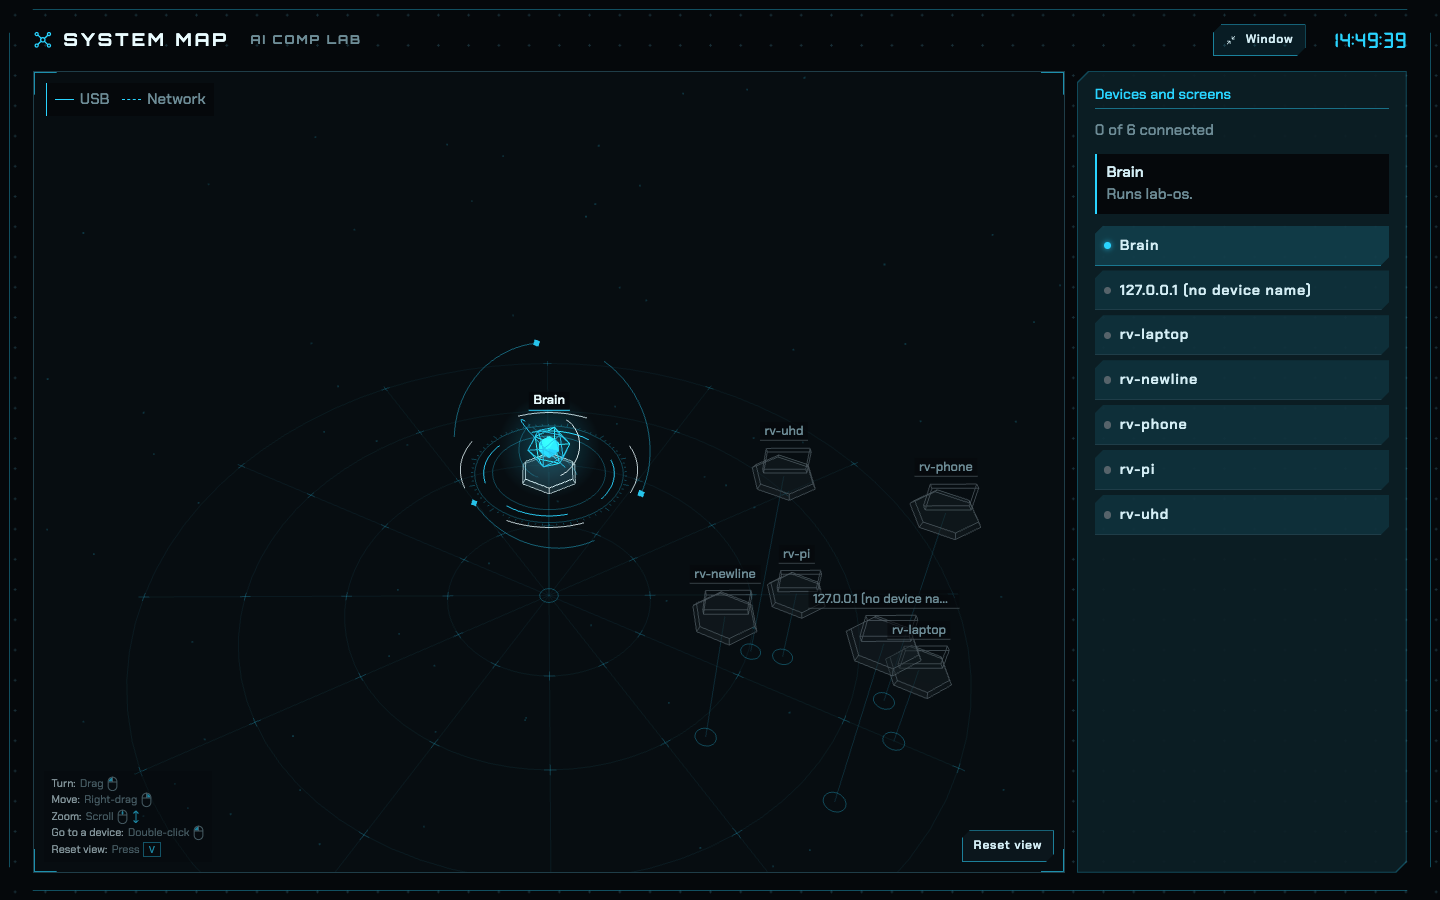 SYSTEM MAP AI COMP LAB
Window
14:49:39
USB Network
Brain
rv-uhd
rv-phone
rv-pi
rv-newline
127.0.0.1 (no device na...
rv-laptop
Turn: Drag
Move: Right-drag
Zoom: Scroll
Go to a device: Double-click
Reset view: Press V
Reset view
Devices and screens
0 of 6 connected
Brain
Runs lab-os.
Brain
127.0.0.1 (no device name)
rv-laptop
rv-newline
rv-phone
rv-pi
rv-uhd